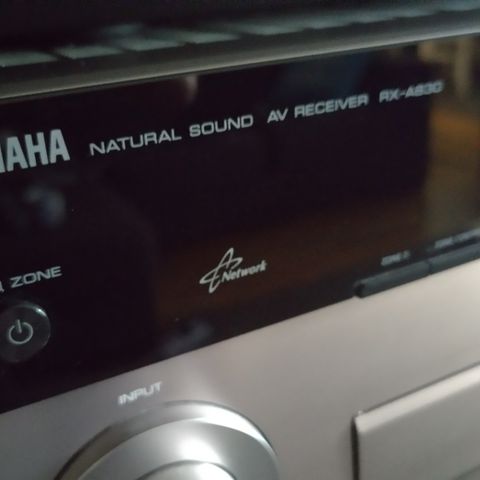 AHA NATURAL SOUND AV RECEIVER RX-A830
ZONE
Network
INPUT